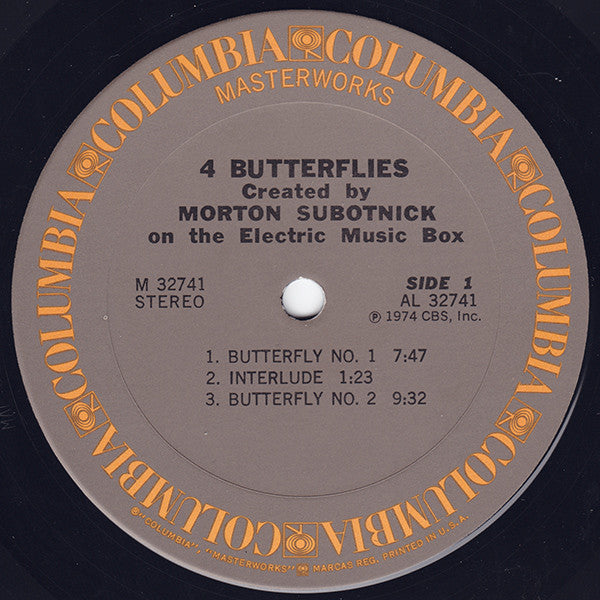 COLUMBIA COLUMBIA COLUMBIA COLUMBIA COLUMBIA COLUMBIA
MASTERWORKS
4 BUTTERFLIES
Created by
MORTON SUBOTNICK
on the Electric Music Box
M 32741
STEREO
SIDE 1
AL 32741
℗ 1974 CBS, Inc.
1. BUTTERFLY NO. 1 7:47
2. INTERLUDE 1:23
3. BUTTERFLY NO. 2 9:32
®"COLUMBIA", "MASTERWORKS" MARCAS REG. PRINTED IN U.S.A.